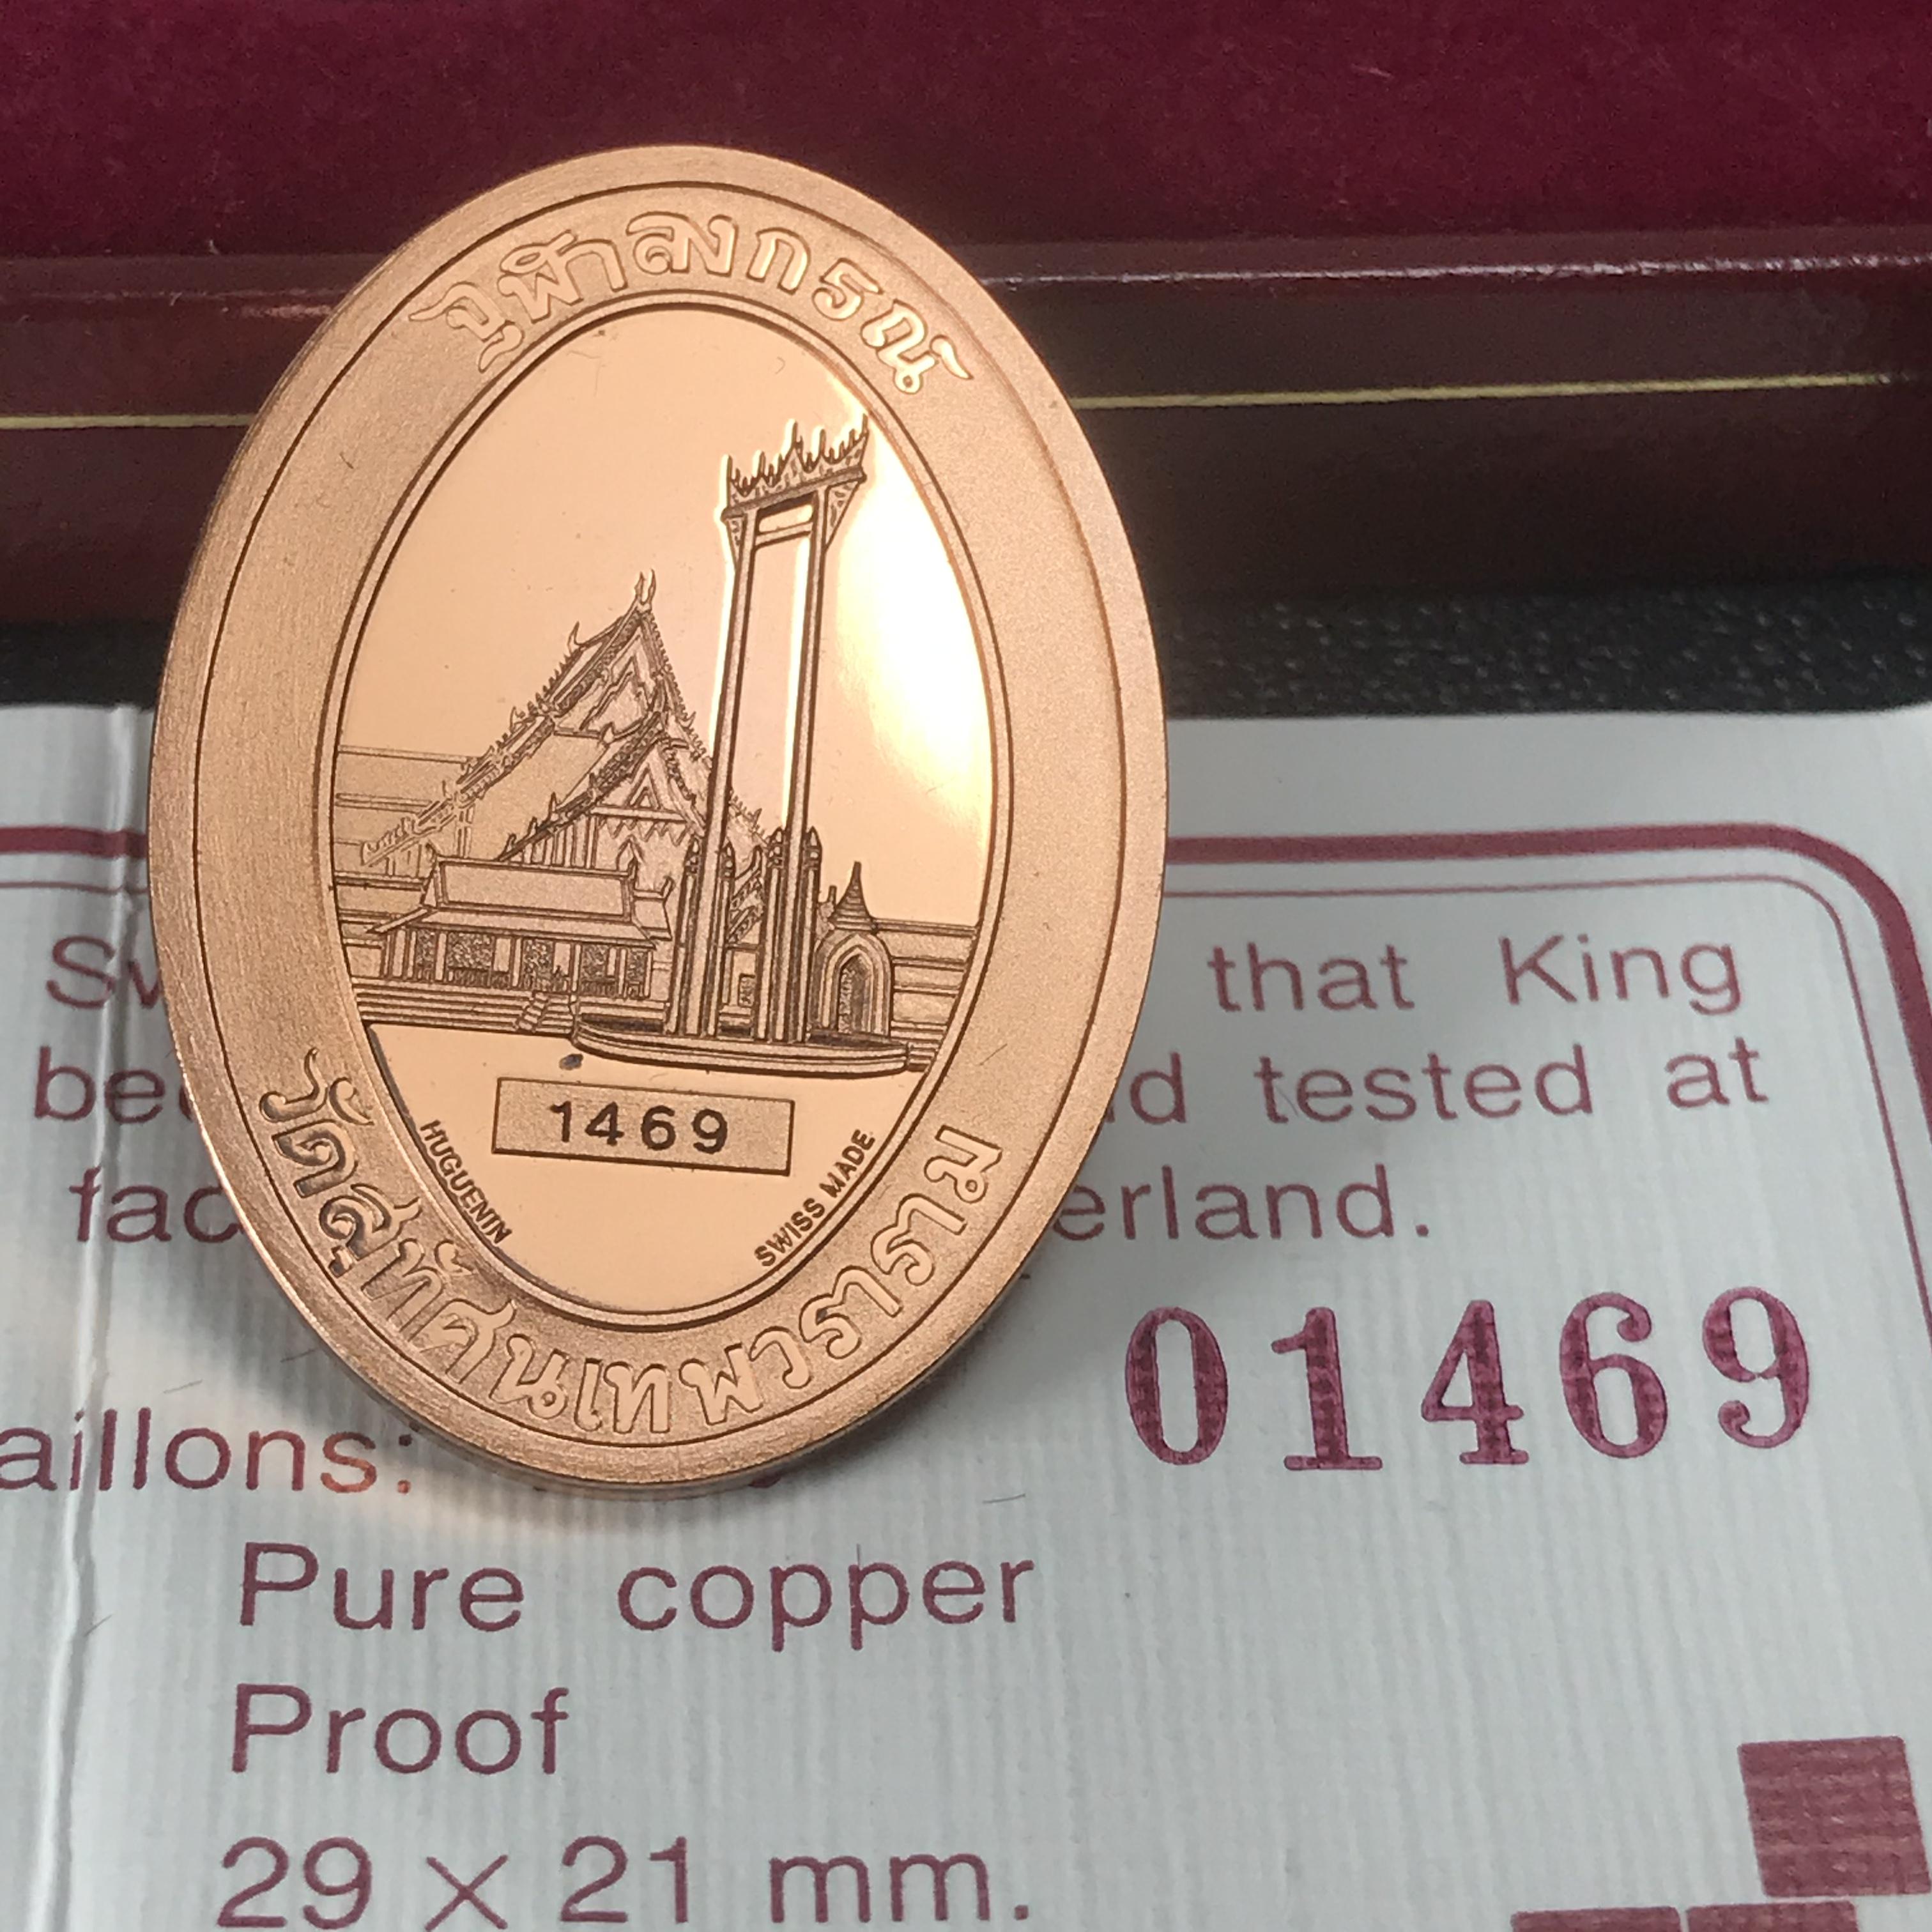 จุฬาลงกรณ์
1469
HUGUENIN
SWISS MADE
วัดสุทัศนเทพวราราม
that King
tested at
erland.
01469
aillons:
Pure copper
Proof
29 × 21 mm.